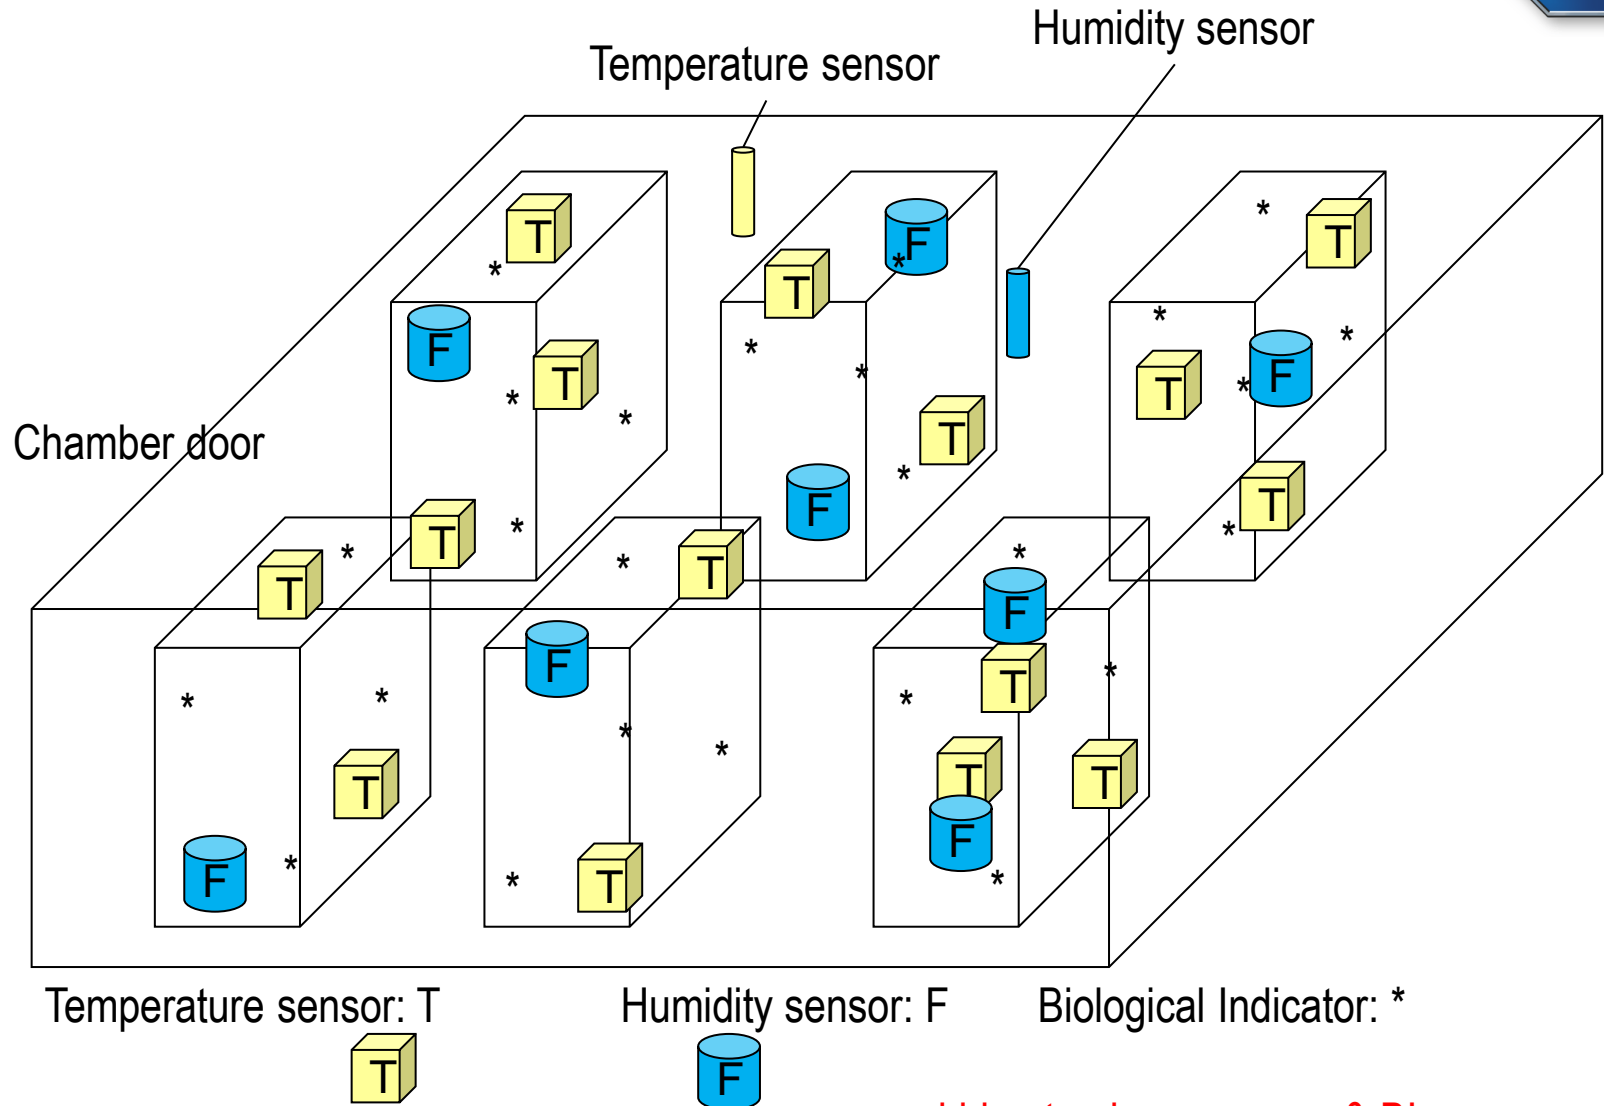 Humidity sensor
Temperature sensor
T
F
T
T
F
*
*
T
*
F
T
*
*
*
*
F
T
*
*
T
*
T
*
F
T
*
T
*
*
T
*
*
F
T
F
*
T
*
*
*
*
*
T
T
T
F
F
*
T
*
*
Chamber door
Temperature sensor: T
Humidity sensor: F
Biological Indicator: *
T
F